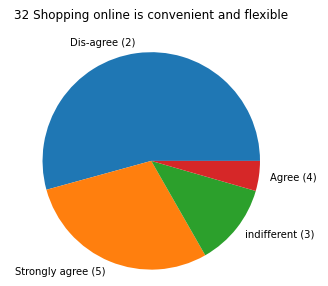 32 Shopping online is convenient and flexible
Dis-agree (2)
Agree (4)
indifferent (3)
Strongly agree (5)